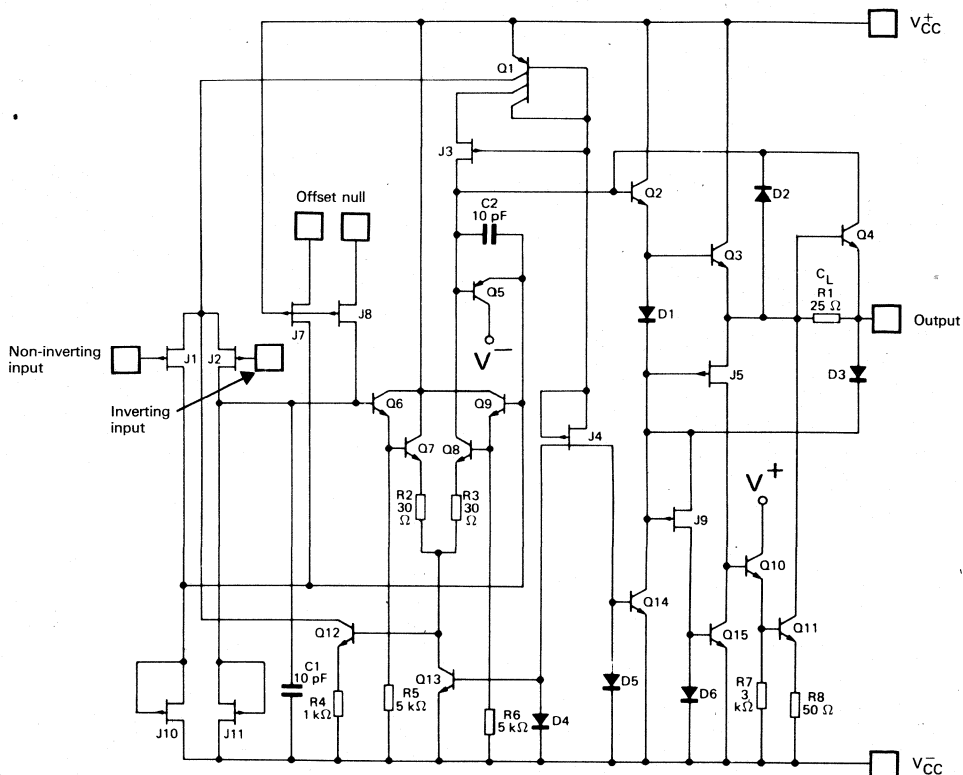 V⁺CC
Q1
J3
Offset null
C2
10 pF
Q2
D2
Q3
Q4
Q5
CL
R1
25 Ω
Output
J7
J8
D1
V⁻
Non-inverting
input
J1
J2
J5
D3
Inverting
input
Q6
Q9
J4
Q7
Q8
V⁺
R2
30
Ω
R3
30
Ω
J9
Q10
Q12
Q14
Q15
Q11
C1
10 pF
Q13
R4
1 kΩ
R5
5 kΩ
R6
5 kΩ
D4
D5
D6
R7
3
kΩ
R8
50 Ω
J10
J11
V⁻CC